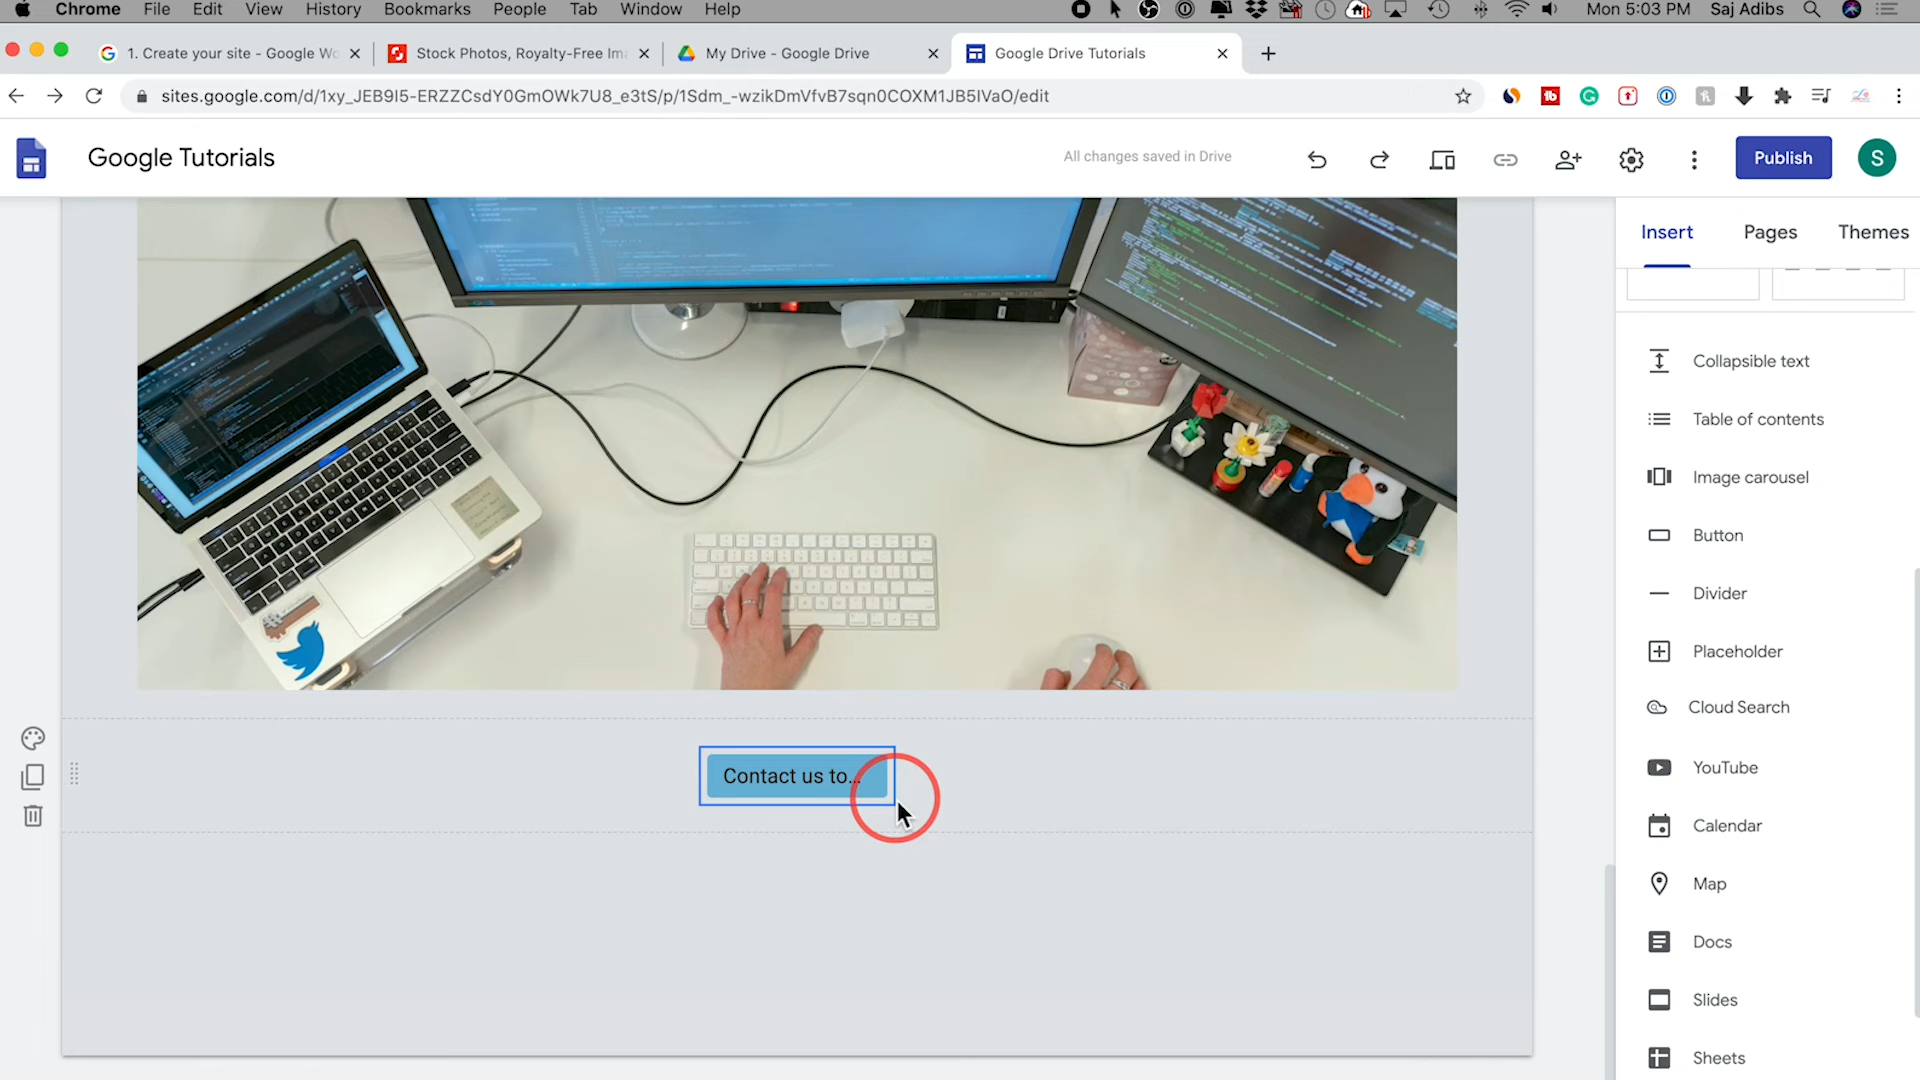 Chrome File Edit View History Bookmarks People Tab Window Help Mon 5:03 PM Saj Adibs
1. Create your site - Google Wo Stock Photos, Royalty-Free Ima My Drive - Google Drive Google Drive Tutorials
sites.google.com/d/1xy_JEB9I5-ERZZCsdY0GmOWk7U8_e3tS/p/1Sdm_-wzikDmVfvB7sqn0COXM1JB5IVaO/edit
Google Tutorials All changes saved in Drive Publish S
Insert Pages Themes
Collapsible text
Table of contents
Image carousel
Button
Divider
Placeholder
Cloud Search
YouTube
Calendar
Map
Docs
Slides
Sheets
Contact us to...